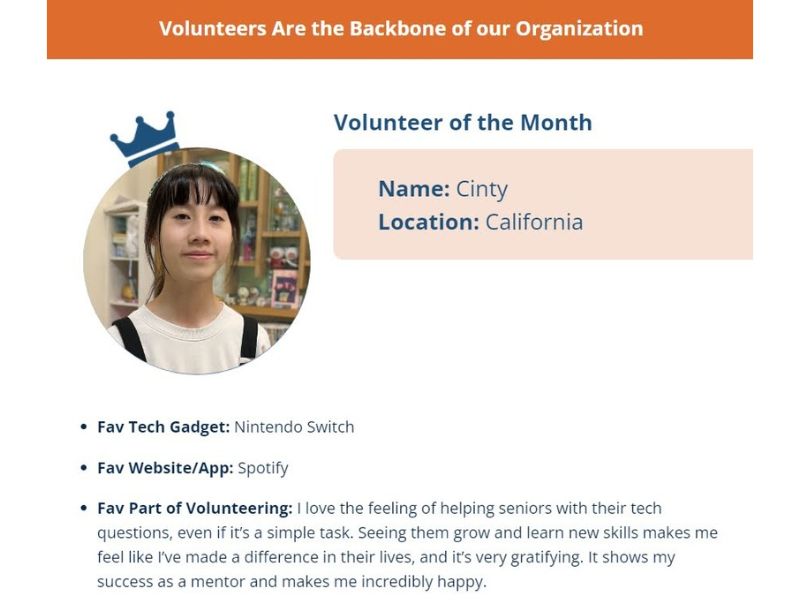 Volunteers Are the Backbone of our Organization
Volunteer of the Month
Name: Cinty
Location: California
• Fav Tech Gadget: Nintendo Switch
• Fav Website/App: Spotify
• Fav Part of Volunteering: I love the feeling of helping seniors with their tech
questions, even if it’s a simple task. Seeing them grow and learn new skills makes me
feel like I’ve made a difference in their lives, and it’s very gratifying. It shows my
success as a mentor and makes me incredibly happy.